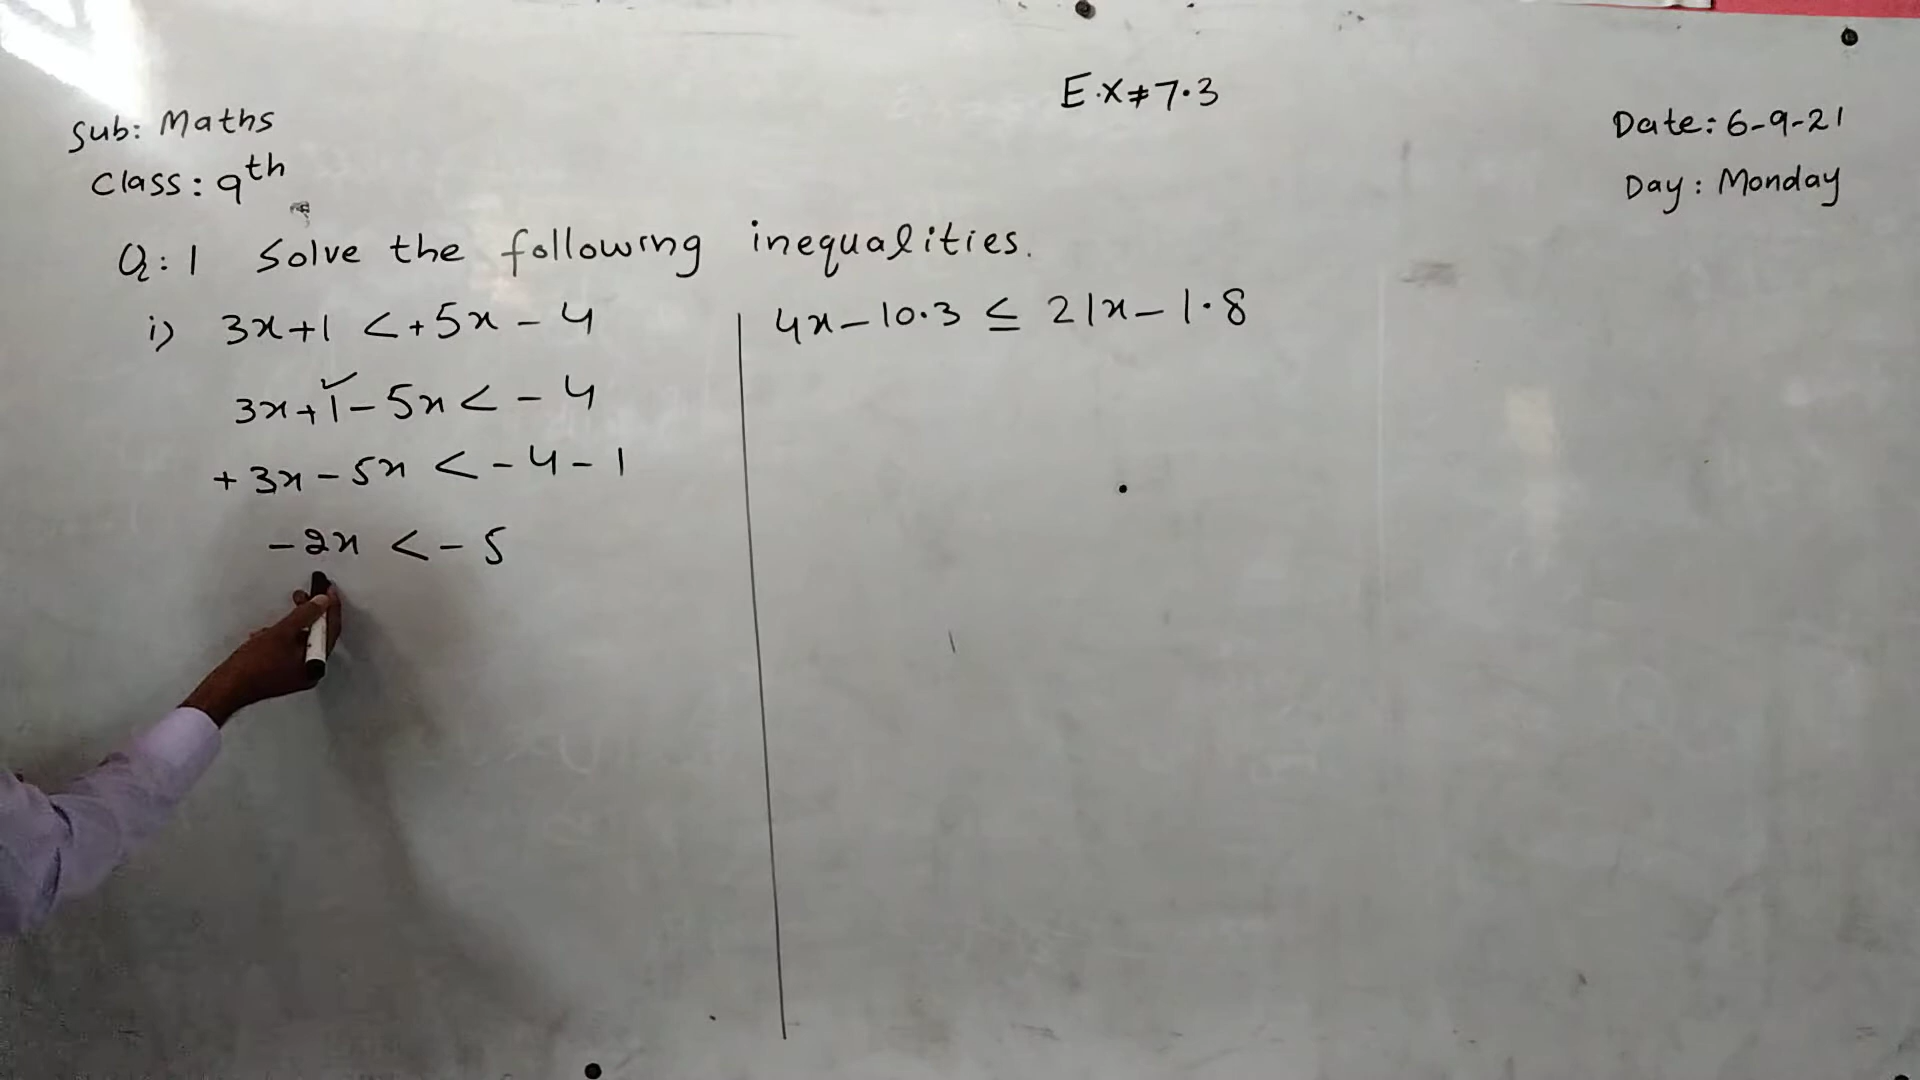 E.X≠7.3
Sub: Maths
Class: 9th
Date: 6-9-21
Day: Monday
Q:1 Solve the following inequalities.
i) 3x+1 < +5x - 4
3x+1 - 5x < - 4
+3x - 5x < - 4 - 1
-2x < - 5
4x - 10.3 ≤ 21x - 1.8